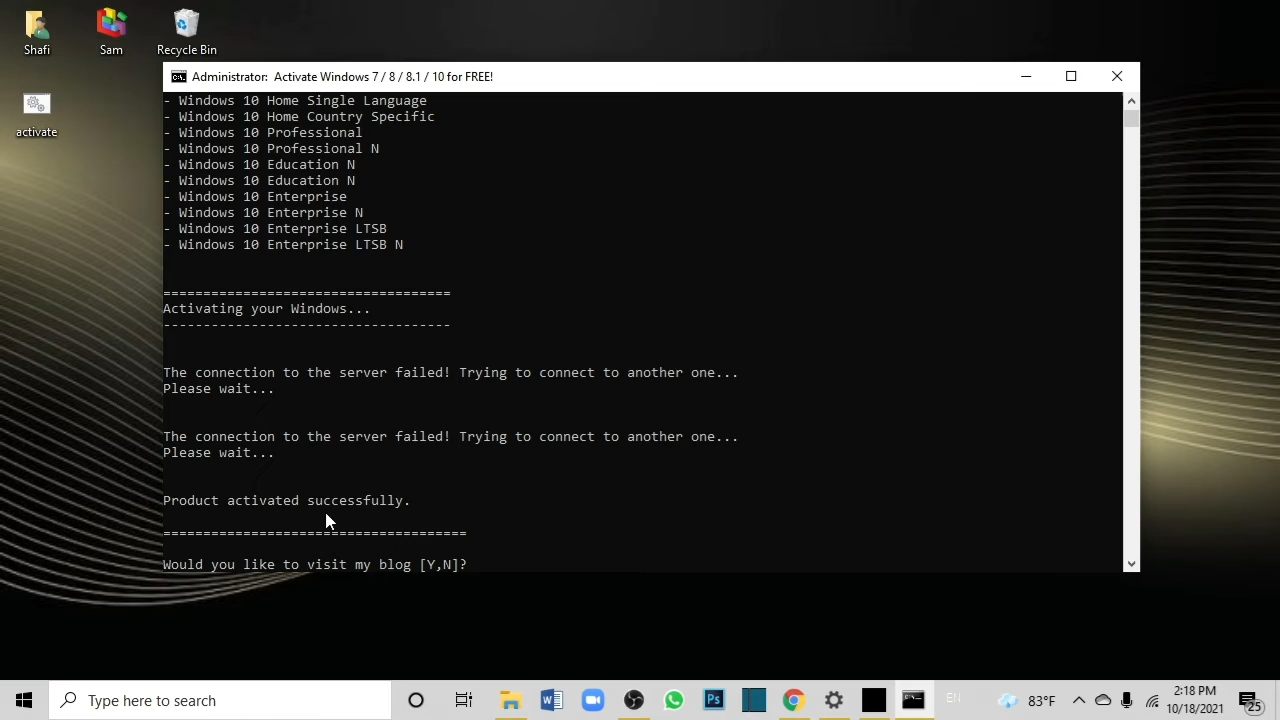 Shafi
Sam
Recycle Bin
activate
Administrator: Activate Windows 7 / 8 / 8.1 / 10 for FREE!
- Windows 10 Home Single Language
- Windows 10 Home Country Specific
- Windows 10 Professional
- Windows 10 Professional N
- Windows 10 Education N
- Windows 10 Education N
- Windows 10 Enterprise
- Windows 10 Enterprise N
- Windows 10 Enterprise LTSB
- Windows 10 Enterprise LTSB N
====================================
Activating your Windows...
------------------------------------
The connection to the server failed! Trying to connect to another one...
Please wait...
The connection to the server failed! Trying to connect to another one...
Please wait...
Product activated successfully.
======================================
Would you like to visit my blog [Y,N]?
Type here to search
W
Ps
EN
83°F
2:18 PM
10/18/2021
25